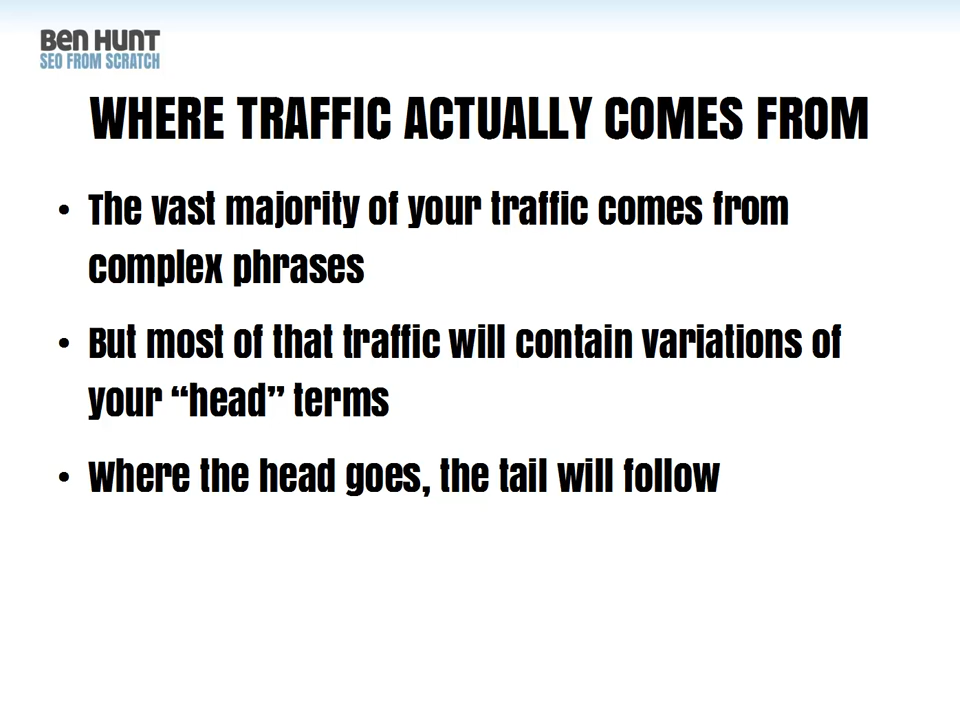 Ben Hunt
SEO FROM SCRATCH
WHERE TRAFFIC ACTUALLY COMES FROM
• The vast majority of your traffic comes from
complex phrases
• But most of that traffic will contain variations of
your “head” terms
• Where the head goes, the tail will follow